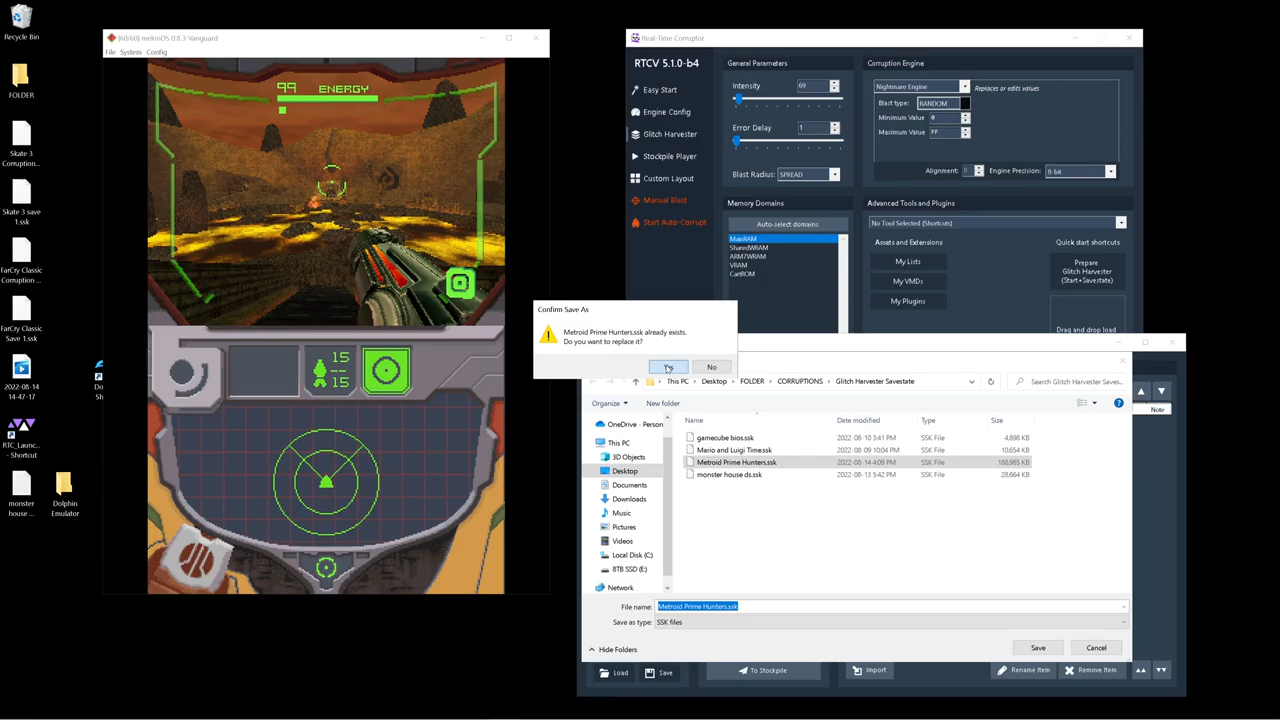 Recycle Bin
FOLDER
Skate 3
Corruption...
Skate 3 save
1.ssk
FarCry Classic
Corruption ...
FarCry Classic
Save 1.ssk
2022-08-14
14-47-17
RTC_Launc...
- Shortcut
monster
house ...
Dolphin
Emulator
[60/60] melonDS 0.8.3-Vanguard
File System Config
99 ENERGY
15
15
Real-Time Corruptor
RTCV 5.1.0-b4
Easy Start
Engine Config
Glitch Harvester
Stockpile Player
Custom Layout
Manual Blast
Start Auto-Corrupt
General Parameters
Intensity 69
Error Delay 1
Blast Radius: SPREAD
Memory Domains
Auto-select domains
MainRAM
SharedWRAM
ARM7WRAM
VRAM
CartROM
Corruption Engine
Nightmare Engine Replaces or edits values
Blast type: RANDOM
Minimum Value 0
Maximum Value FF
Alignment: 0 Engine Precision: 8-bit
Advanced Tools and Plugins
No Tool Selected (Shortcuts)
Assets and Extensions
My Lists
My VMDs
My Plugins
Quick start shortcuts
Prepare
Glitch Harvester
(Start+Savestate)
Drag and drop load
Confirm Save As
Metroid Prime Hunters.ssk already exists.
Do you want to replace it?
No
This PC Desktop FOLDER CORRUPTIONS Glitch Harvester Savestate
Search Glitch Harvester Saves...
Note
Organize New folder
OneDrive - Person
This PC
3D Objects
Desktop
Documents
Downloads
Music
Pictures
Videos
Local Disk (C:)
8TB SSD (E:)
Network
Name Date modified Type Size
gamecube bios.ssk 2022-08-10 3:41 PM SSK File 4,898 KB
Mario and Luigi Time.ssk 2022-08-09 10:04 PM SSK File 10,654 KB
Metroid Prime Hunters.ssk 2022-08-14 4:09 PM SSK File 188,985 KB
monster house ds.ssk 2022-08-13 5:42 PM SSK File 28,664 KB
File name: Metroid Prime Hunters.ssk
Save as type: SSK files
Hide Folders Save Cancel
Load Save To Stockpile Import Rename Item Remove Item